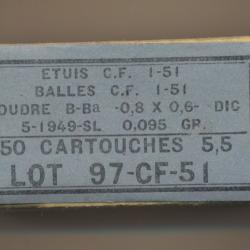 ETUIS C.F. 1-51
BALLES C.F. 1-51
OUDRE B-Ba -0,8 X 0,6- DIC
5-1949-SL 0,095 GR.
50 CARTOUCHES 5,5
LOT 97-CF-51